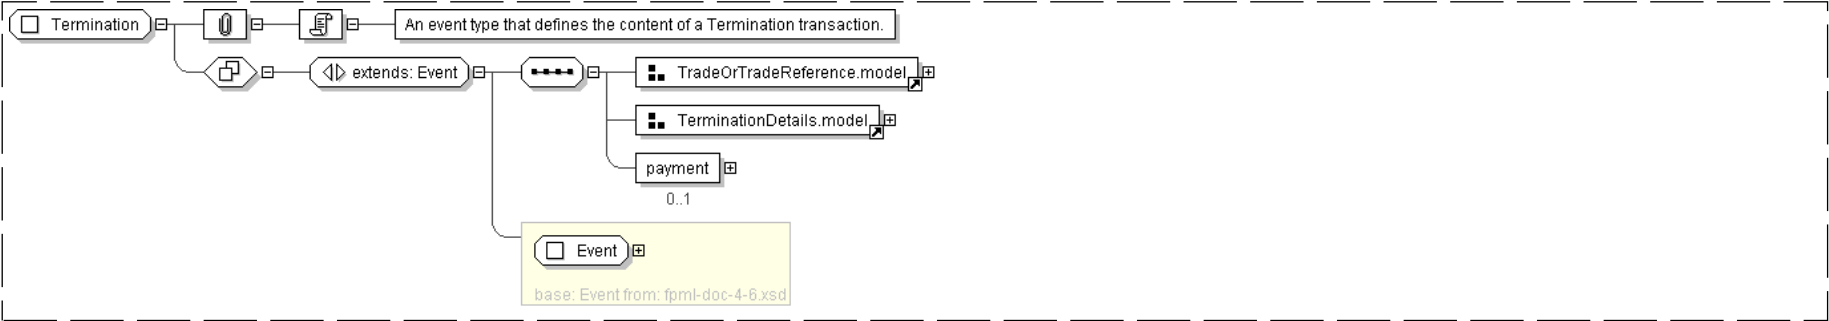 Termination
An event type that defines the content of a Termination transaction.
extends: Event
TradeOrTradeReference.model
TerminationDetails.model
payment
0..1
Event
base: Event from: fpml-doc-4-6.xsd